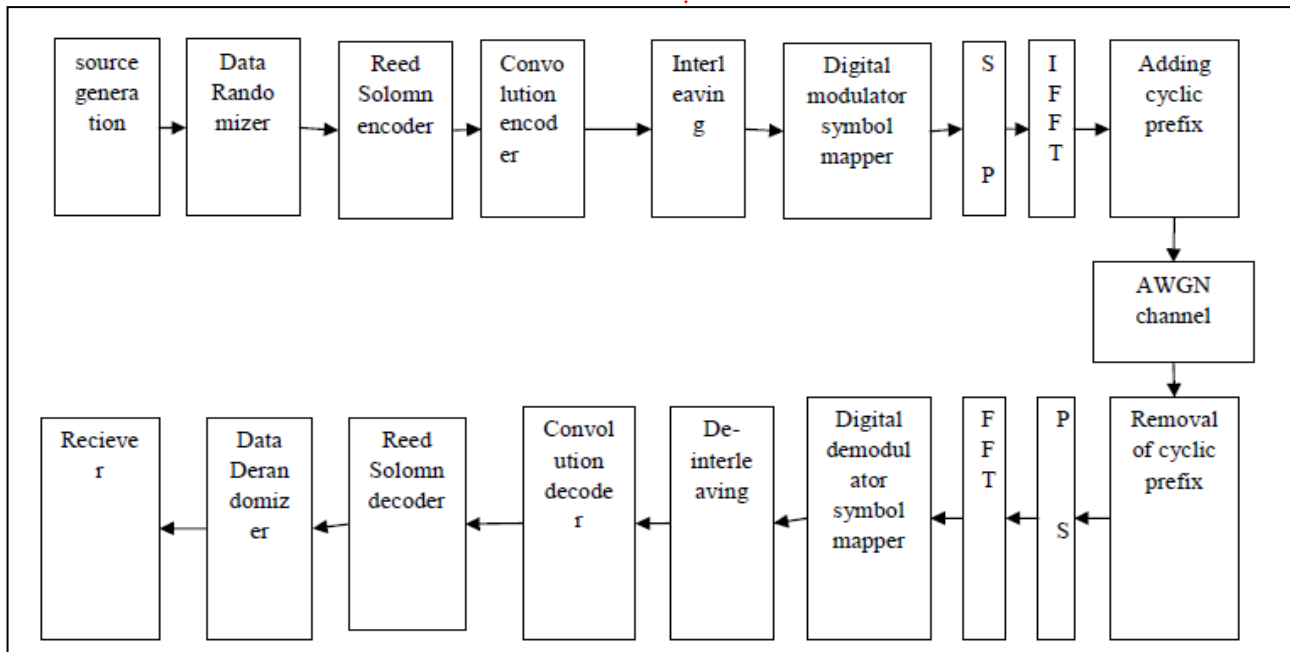 source
genera
tion
Data
Rando
mizer
Reed
Solomn
encoder
Convo
lution
encod
er
Interl
eavin
g
Digital
modulator
symbol
mapper
S
P
I
F
F
T
Adding
cyclic
prefix
AWGN
channel
Recieve
r
Data
Deran
domiz
er
Reed
Solomn
decoder
Convol
ution
decode
r
De-
interle
aving
Digital
demodul
ator
symbol
mapper
F
F
T
P
S
Removal
of cyclic
prefix